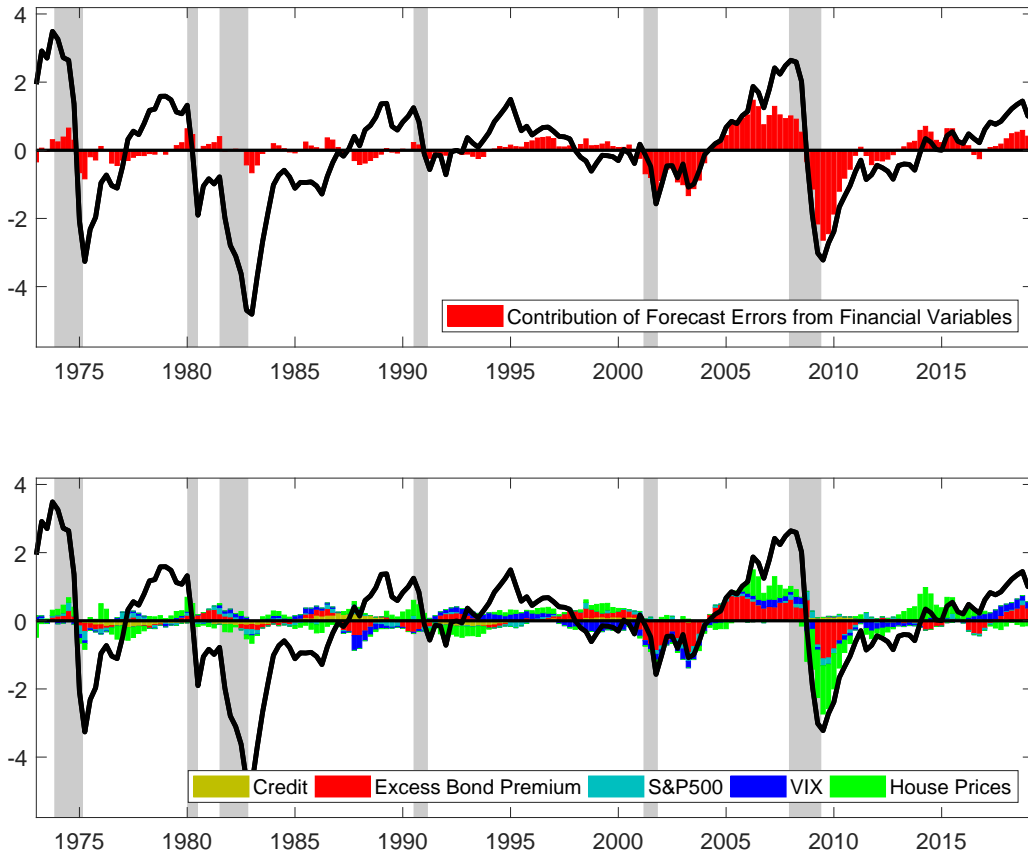 4
2
0
-2
-4
Contribution of Forecast Errors from Financial Variables
1975 1980 1985 1990 1995 2000 2005 2010 2015
4
2
0
-2
-4
Credit Excess Bond Premium S&P500 VIX House Prices
1975 1980 1985 1990 1995 2000 2005 2010 2015